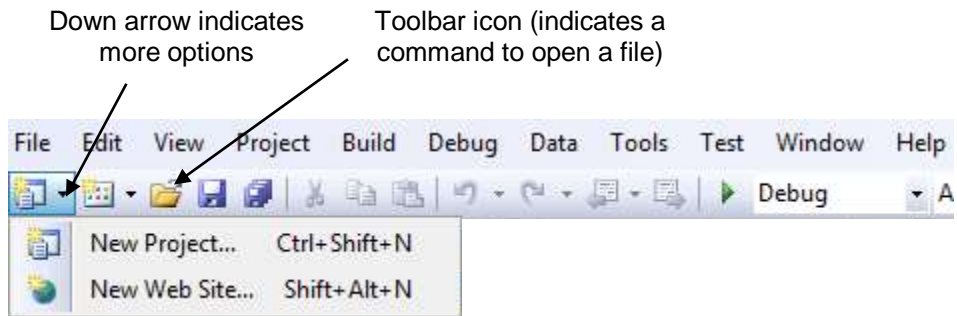 Down arrow indicates
more options
Toolbar icon (indicates a
command to open a file)
File Edit View Project Build Debug Data Tools Test Window Help
Debug A
New Project... Ctrl+Shift+N
New Web Site... Shift+Alt+N